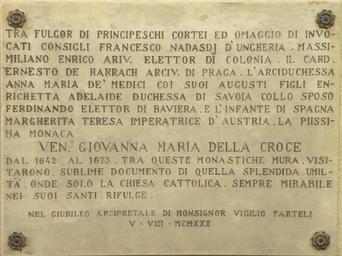 TRA FULGOR DI PRINCIPESCHI CORTEI ED OMAGGIO DI INVO-
CATI CONSIGLI FRANCESCO NADASDJ D'UNGHERIA. MASSI-
MILIANO ENRICO ARIV. ELETTOR DI COLONIA. IL CARD.
ERNESTO DE HARRACH ARCIV. DI PRAGA. L'ARCIDUCHESSA
ANNA MARIA DE' MEDICI COI SUOI AUGUSTI FIGLI EN-
RICHETTA ADELAIDE DUCHESSA DI SAVOIA COLLO SPOSO
FERDINANDO ELETTOR DI BAVIERA. E L'INFANTE DI SPAGNA
MARGHERITA TERESA IMPERATRICE D'AUSTRIA. LA PIISSI-
MA MONACA
VEN. GIOVANNA MARIA DELLA CROCE
DAL 1642 AL 1673. TRA QUESTE MONASTICHE MURA. VISI-
TARONO. SUBLIME DOCUMENTO DI QUELLA SPLENDIDA UMIL-
TÀ. ONDE SOLO LA CHIESA CATTOLICA. SEMPRE MIRABILE
NEI SUOI SANTI. RIFULGE.
NEL GIUBILEO ARCIPRETALE DI MONSIGNOR VIGILIO FARTELI
V - VIII - MCMXXX